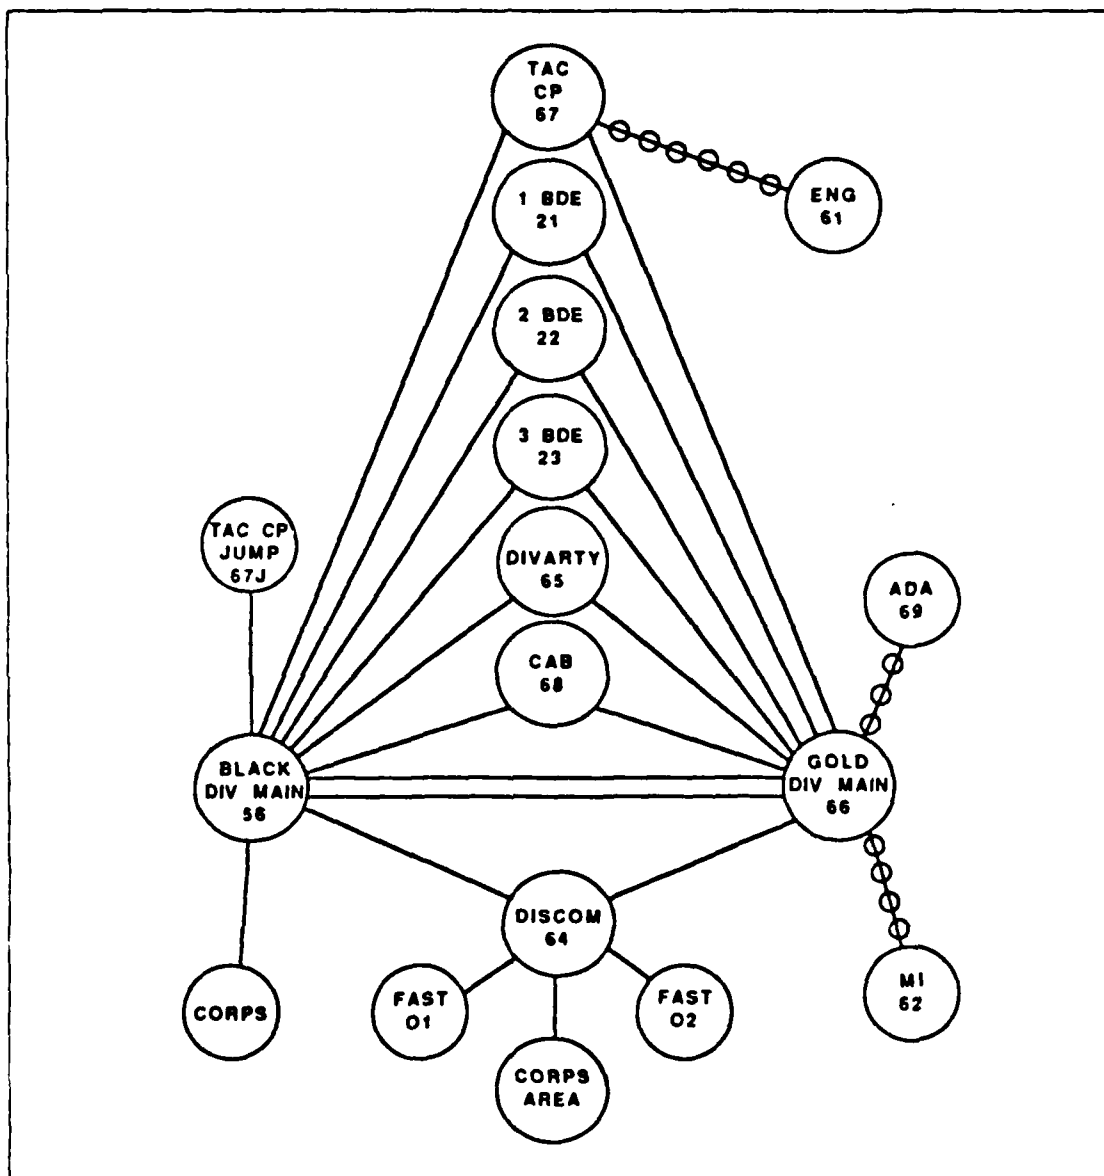 TAC
CP
67
ENG
61
1 BDE
21
2 BDE
22
3 BDE
23
TAC CP
JUMP
67J
DIVARTY
65
ADA
69
CAB
68
BLACK
DIV MAIN
56
GOLD
DIV MAIN
66
DISCOM
64
CORPS
FAST
01
FAST
02
MI
62
CORPS
AREA